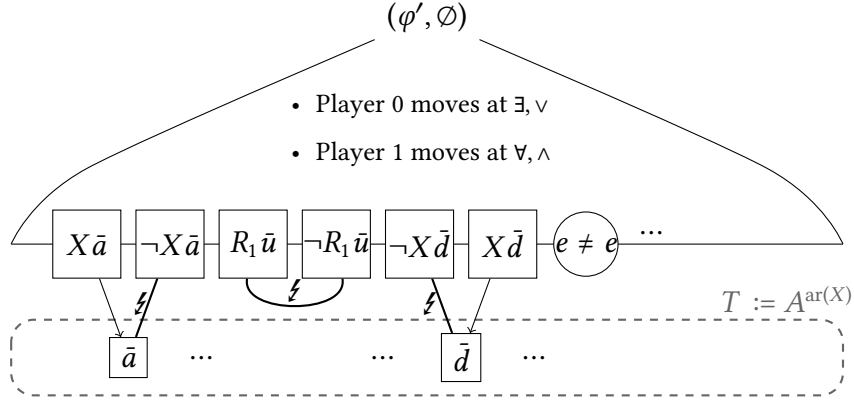 (φ′, ∅)
• Player 0 moves at ∃, ∨
• Player 1 moves at ∀, ∧
Xā ¬Xā R₁ū ¬R₁ū ¬Xd̄ Xd̄ e ≠ e ...
T := A^ar(X)
ā ... ... d̄ ...